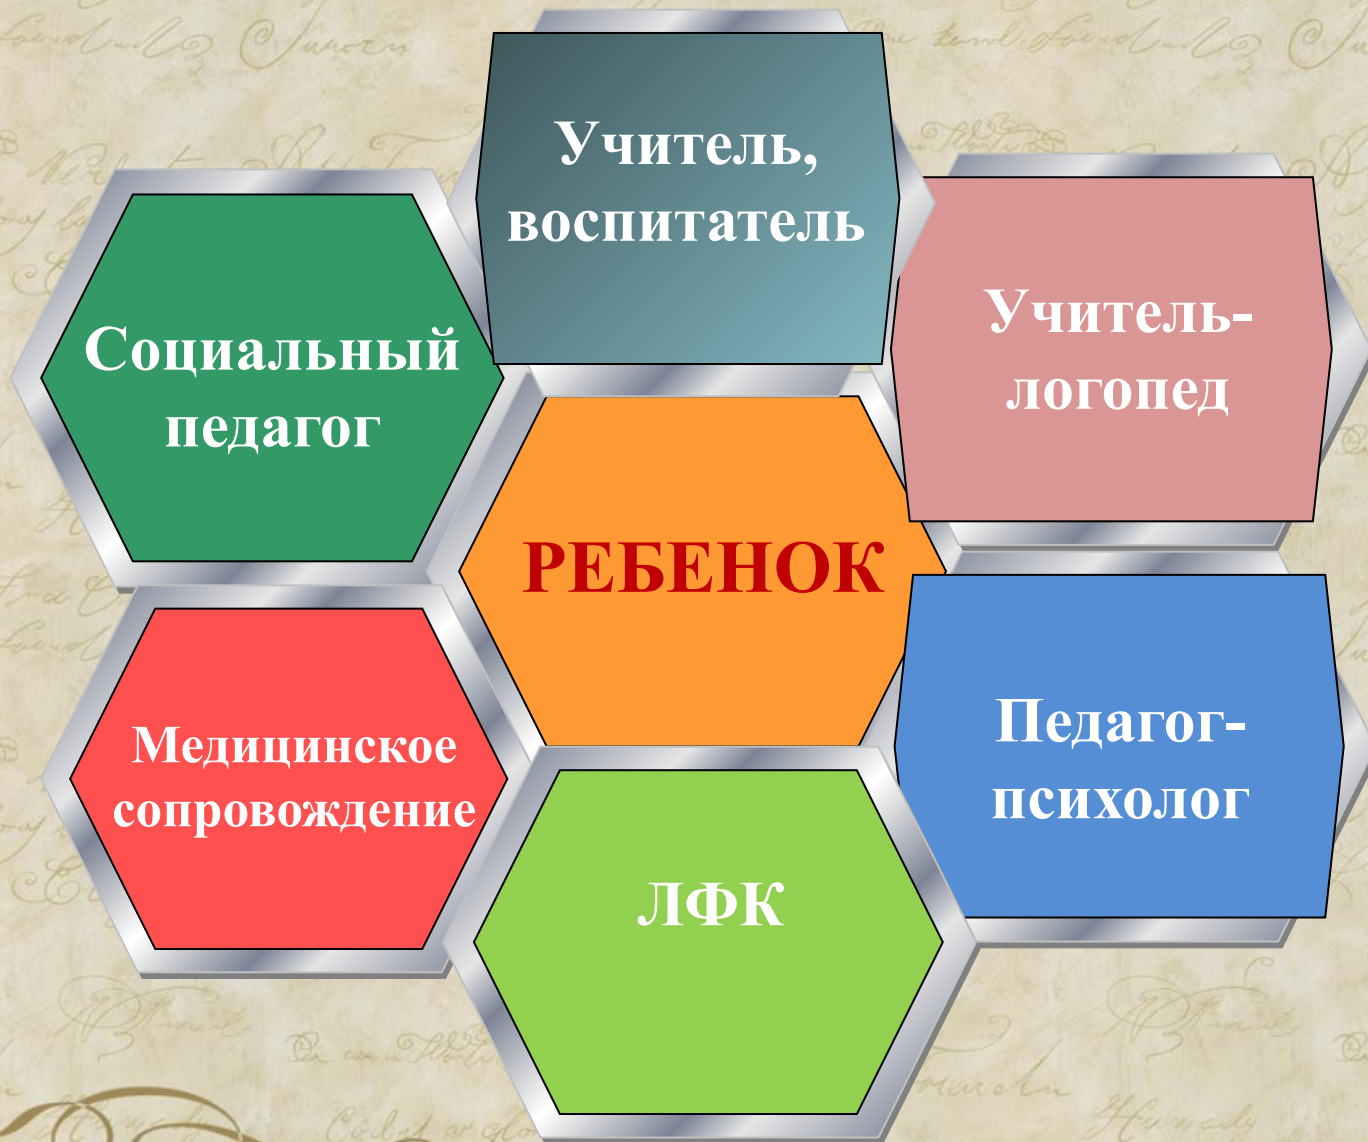 Учитель,
воспитатель
Социальный
педагог
Учитель-
логопед
РЕБЕНОК
Медицинское
сопровождение
Педагог-
психолог
ЛФК